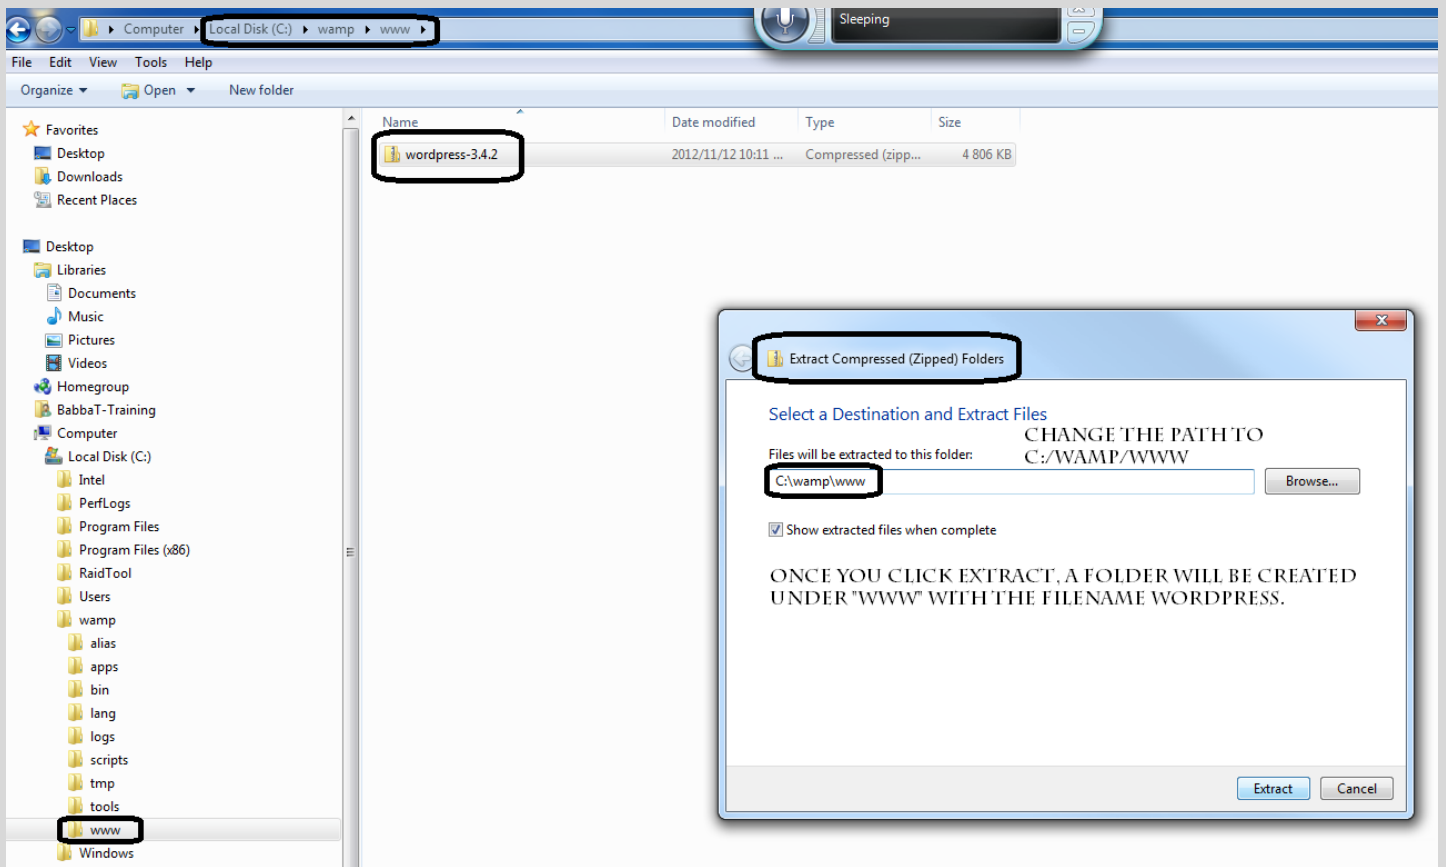 Computer Local Disk (C:) wamp www
Sleeping
File Edit View Tools Help
Organize Open New folder
Name Date modified Type Size
wordpress-3.4.2 2012/11/12 10:11 ... Compressed (zipp... 4 806 KB
Favorites
Desktop
Downloads
Recent Places
Desktop
Libraries
Documents
Music
Pictures
Videos
Homegroup
BabbaT-Training
Computer
Local Disk (C:)
Intel
PerfLogs
Program Files
Program Files (x86)
RaidTool
Users
wamp
alias
apps
bin
lang
logs
scripts
tmp
tools
www
Windows
Extract Compressed (Zipped) Folders
Select a Destination and Extract Files
CHANGE THE PATH TO
C:/WAMP/WWW
Files will be extracted to this folder:
C:\wamp\www
Browse...
Show extracted files when complete
ONCE YOU CLICK EXTRACT, A FOLDER WILL BE CREATED
UNDER "WWW" WITH THE FILENAME WORDPRESS.
Extract Cancel